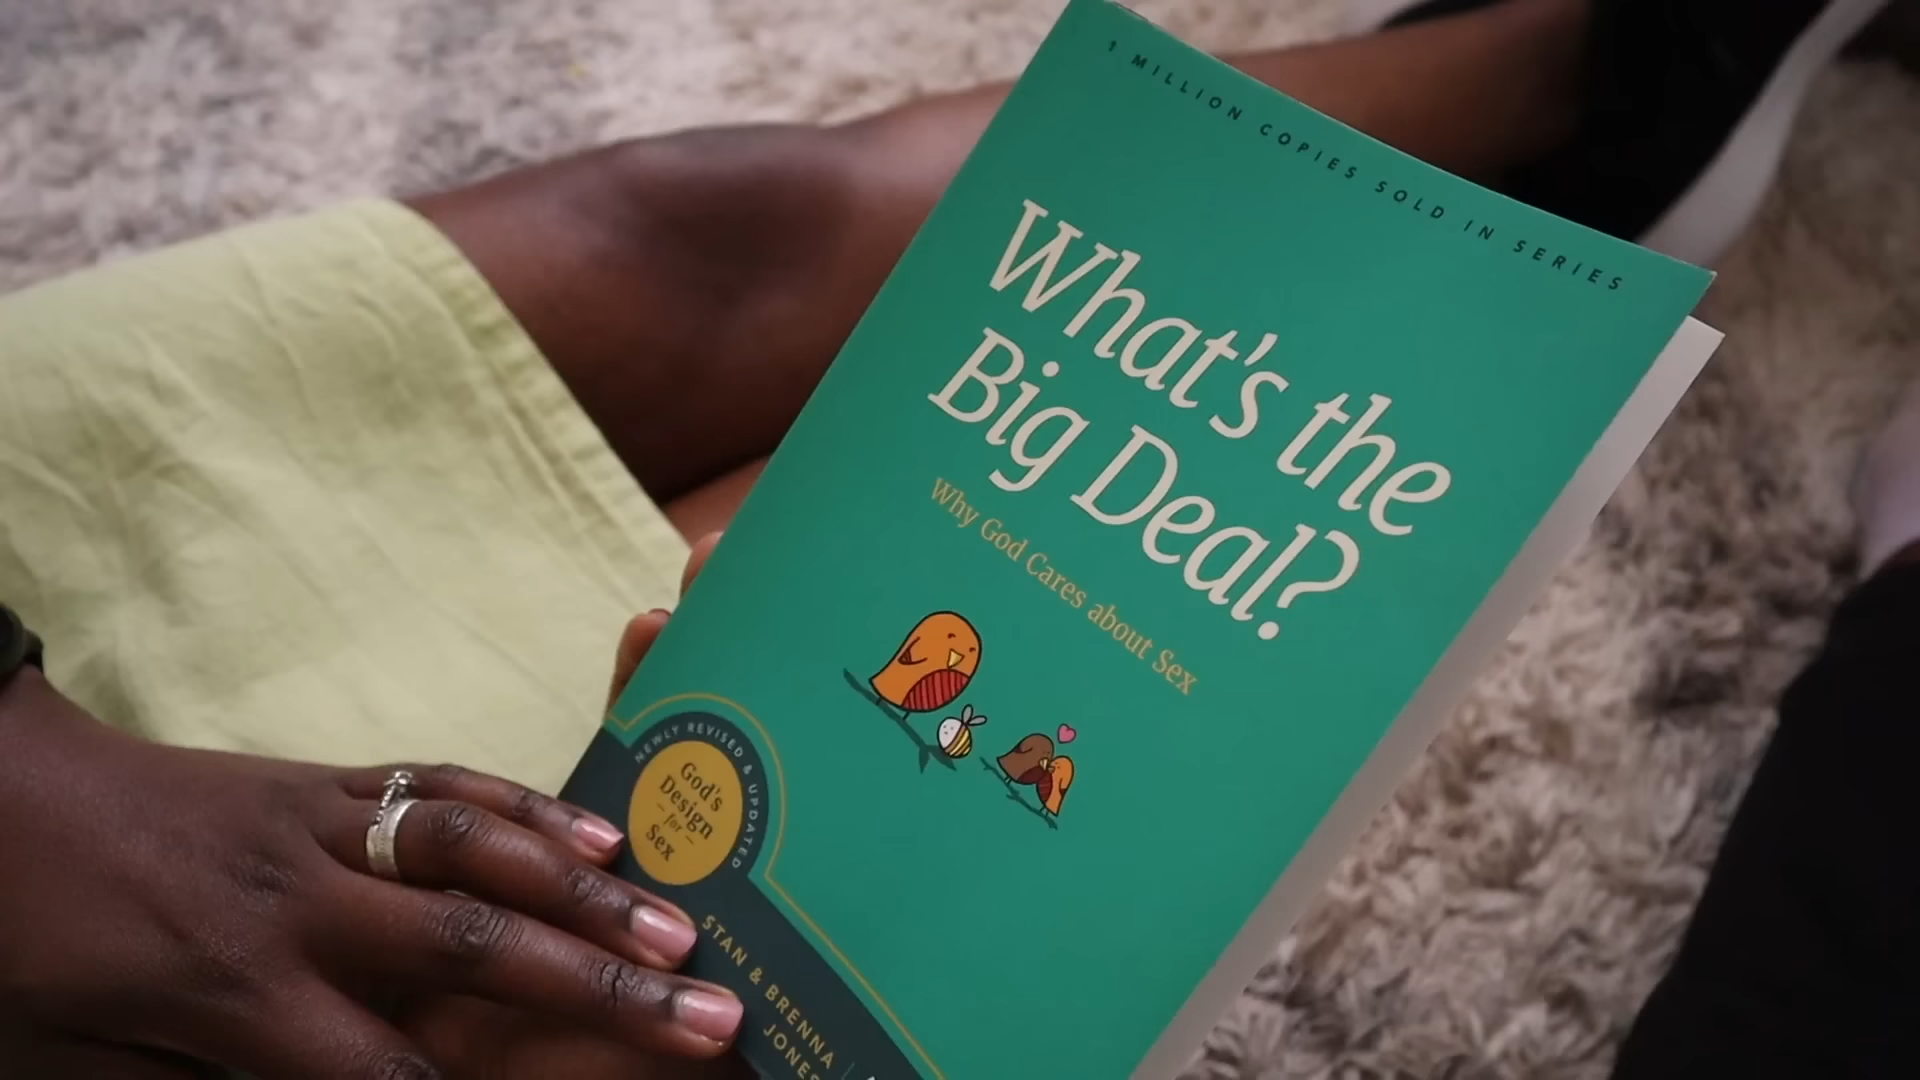 1 MILLION COPIES SOLD IN SERIES
What's the
Big Deal?
Why God Cares about Sex
NEWLY REVISED & UPDATED
God's
Design
– for –
Sex
STAN & BRENNA
JONES